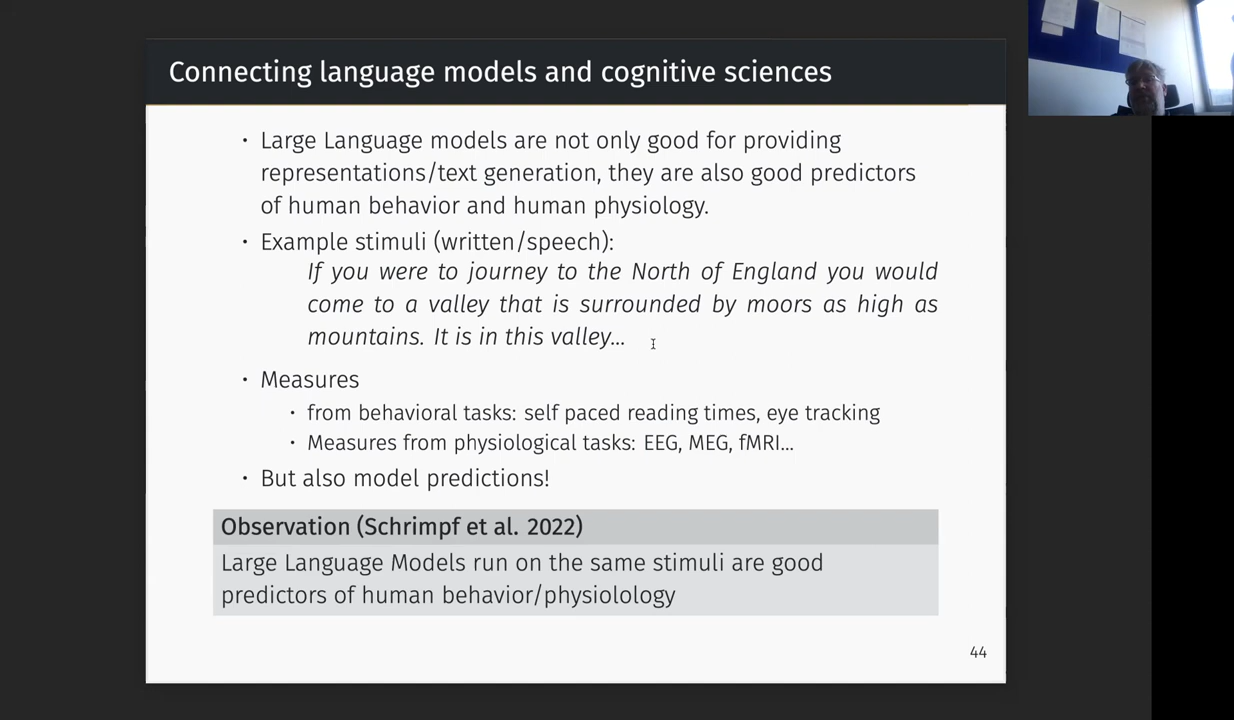 Connecting language models and cognitive sciences
• Large Language models are not only good for providing
representations/text generation, they are also good predictors
of human behavior and human physiology.
• Example stimuli (written/speech):
If you were to journey to the North of England you would
come to a valley that is surrounded by moors as high as
mountains. It is in this valley...
• Measures
• from behavioral tasks: self paced reading times, eye tracking
• Measures from physiological tasks: EEG, MEG, fMRI...
• But also model predictions!
Observation (Schrimpf et al. 2022)
Large Language Models run on the same stimuli are good
predictors of human behavior/physiolology
44